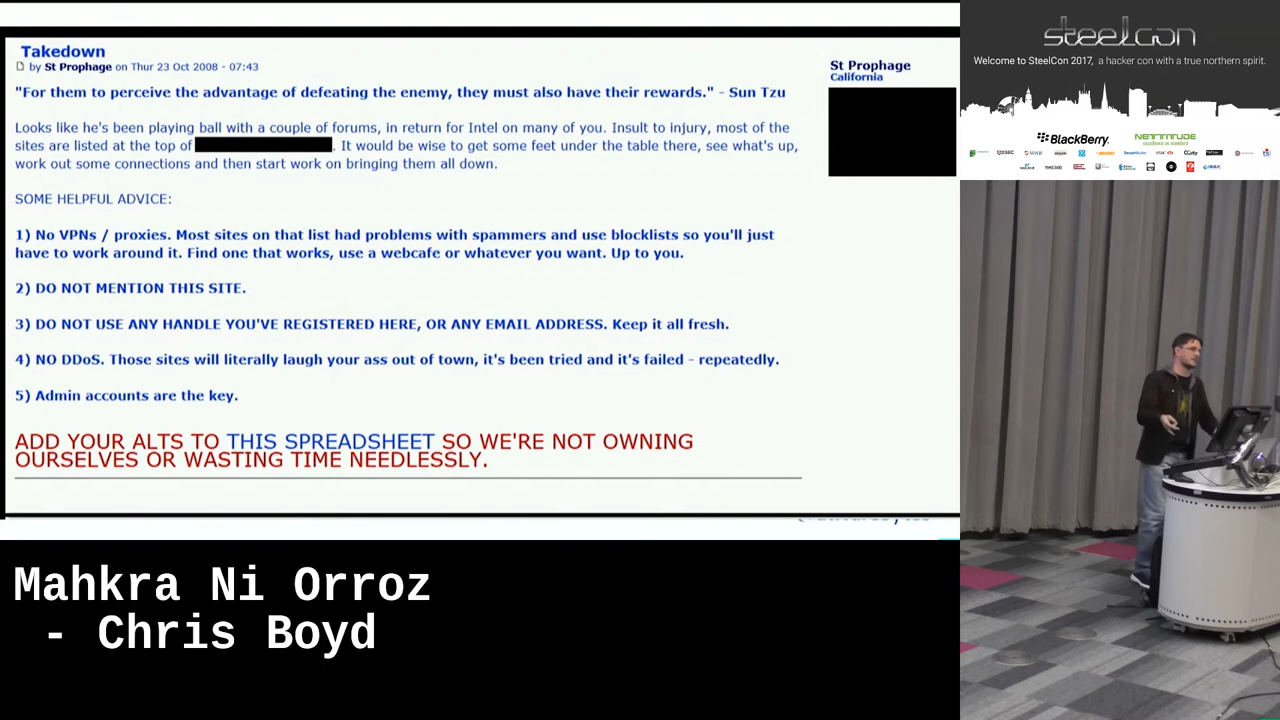 Takedown
by St Prophage on Thur 23 Oct 2008 - 07:43
"For them to perceive the advantage of defeating the enemy, they must also have their rewards." - Sun Tzu
Looks like he's been playing ball with a couple of forums, in return for Intel on many of you. Insult to injury, most of the
sites are listed at the top of . It would be wise to get some feet under the table there, see what's up,
work out some connections and then start work on bringing them all down.
SOME HELPFUL ADVICE:
1) No VPNs / proxies. Most sites on that list had problems with spammers and use blocklists so you'll just
have to work around it. Find one that works, use a webcafe or whatever you want. Up to you.
2) DO NOT MENTION THIS SITE.
3) DO NOT USE ANY HANDLE YOU'VE REGISTERED HERE, OR ANY EMAIL ADDRESS. Keep it all fresh.
4) NO DDoS. Those sites will literally laugh your ass out of town, it's been tried and it's failed - repeatedly.
5) Admin accounts are the key.
ADD YOUR ALTS TO THIS SPREADSHEET SO WE'RE NOT OWNING
OURSELVES OR WASTING TIME NEEDLESSLY.
St Prophage
California
steelcon
Welcome to SteelCon 2017, a hacker con with a true northern spirit.
BlackBerry
NETTITUDE
Mahkra Ni Orroz
- Chris Boyd